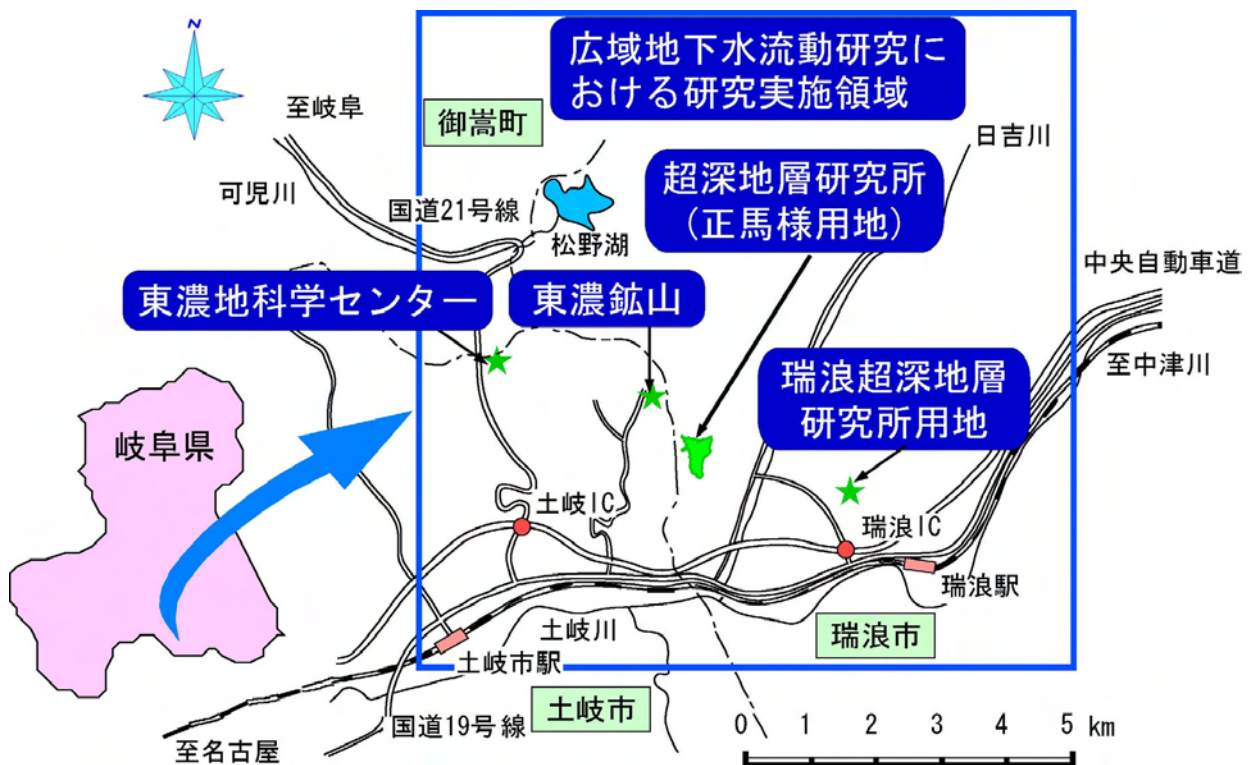 N
広域地下水流動研究に
おける研究実施領域
至岐阜
御嵩町
日吉川
可児川
国道21号線
松野湖
超深地層研究所
(正馬様用地)
中央自動車道
東濃地科学センター
東濃鉱山
至中津川
瑞浪超深地層
研究所用地
岐阜県
土岐IC
瑞浪IC
瑞浪駅
土岐川
瑞浪市
土岐市駅
土岐市
国道19号線
至名古屋
0 1 2 3 4 5 km